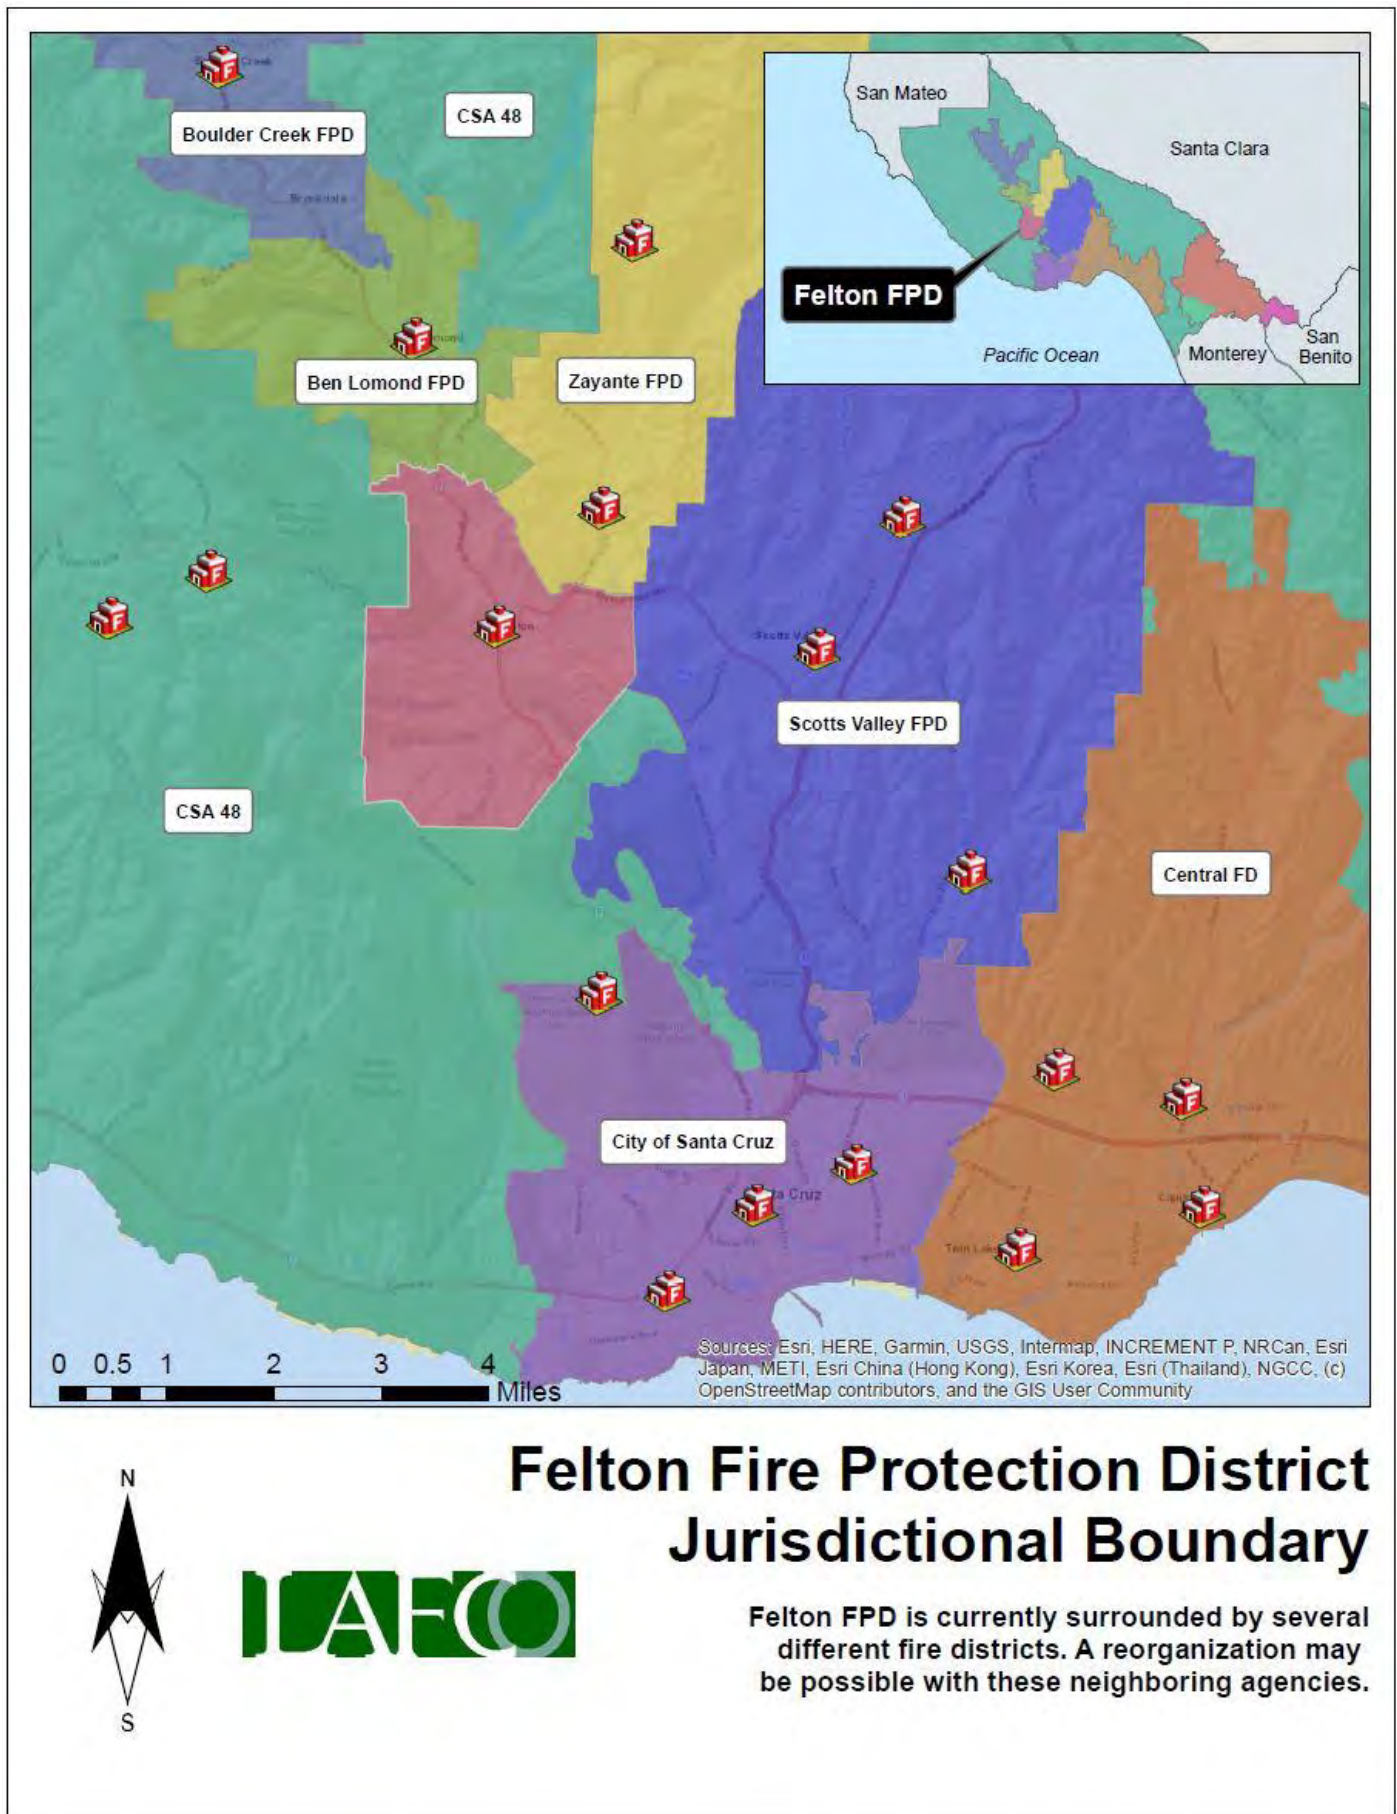 Creek
CSA 48
Boulder Creek FPD
San Mateo
Santa Clara
Felton FPD
Pacific Ocean
Monterey
San
Benito
Ben Lomond FPD
Zayante FPD
Scotts Valley FPD
CSA 48
Central FD
City of Santa Cruz
Cruz
0 0.5 1 2 3 4
Miles
Sources: Esri, HERE, Garmin, USGS, Intermap, INCREMENT P, NRCan, Esri
Japan, METI, Esri China (Hong Kong), Esri Korea, Esri (Thailand), NGCC, (c)
OpenStreetMap contributors, and the GIS User Community
Felton Fire Protection District
Jurisdictional Boundary
N
S
LAFCO
Felton FPD is currently surrounded by several
different fire districts. A reorganization may
be possible with these neighboring agencies.